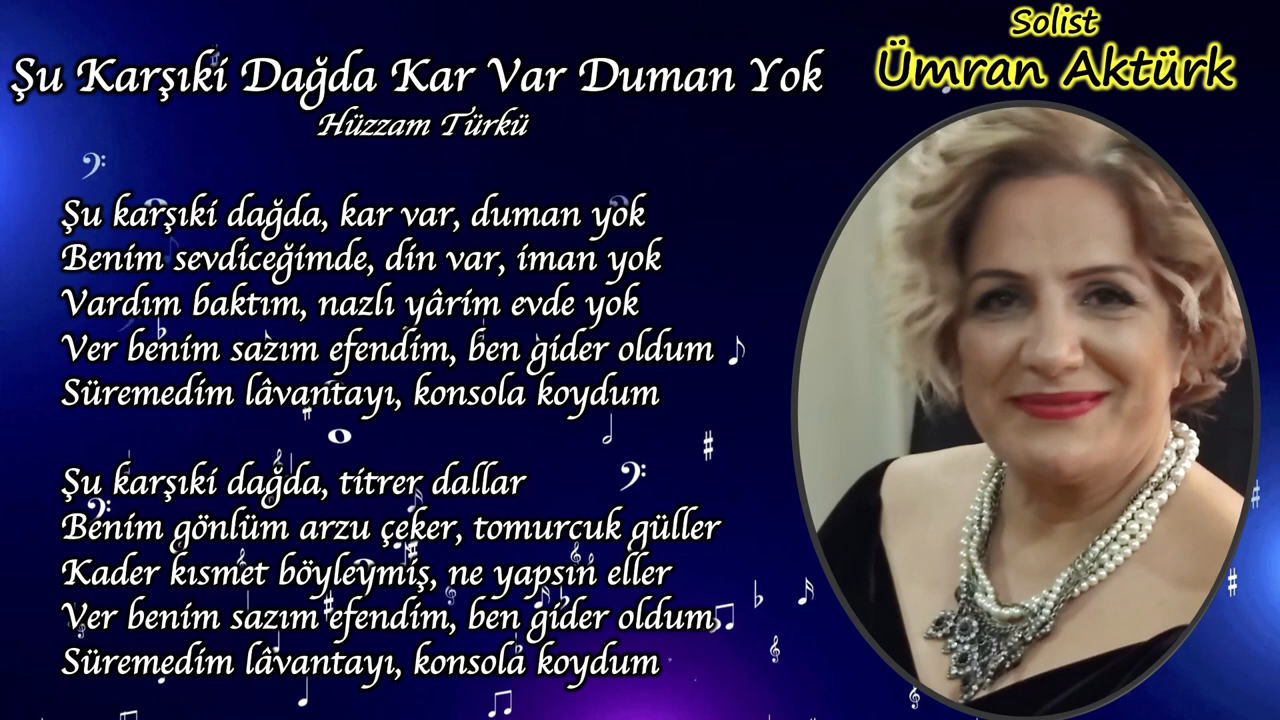 Solist
Ümran Aktürk
Şu Karşıki Dağda Kar Var Duman Yok
Hüzzam Türkü
Şu karşıki dağda, kar var, duman yok
Benim sevdiceğimde, din var, iman yok
Vardım baktım, nazlı yârim evde yok
Ver benim sazım efendim, ben gider oldum
Süremedim lâvantayı, konsola koydum
Şu karşıki dağda, titrer dallar
Benim gönlüm arzu çeker, tomurcuk güller
Kader kısmet böyleymiş, ne yapsın eller
Ver benim sazım efendim, ben gider oldum
Süremedim lâvantayı, konsola koydum